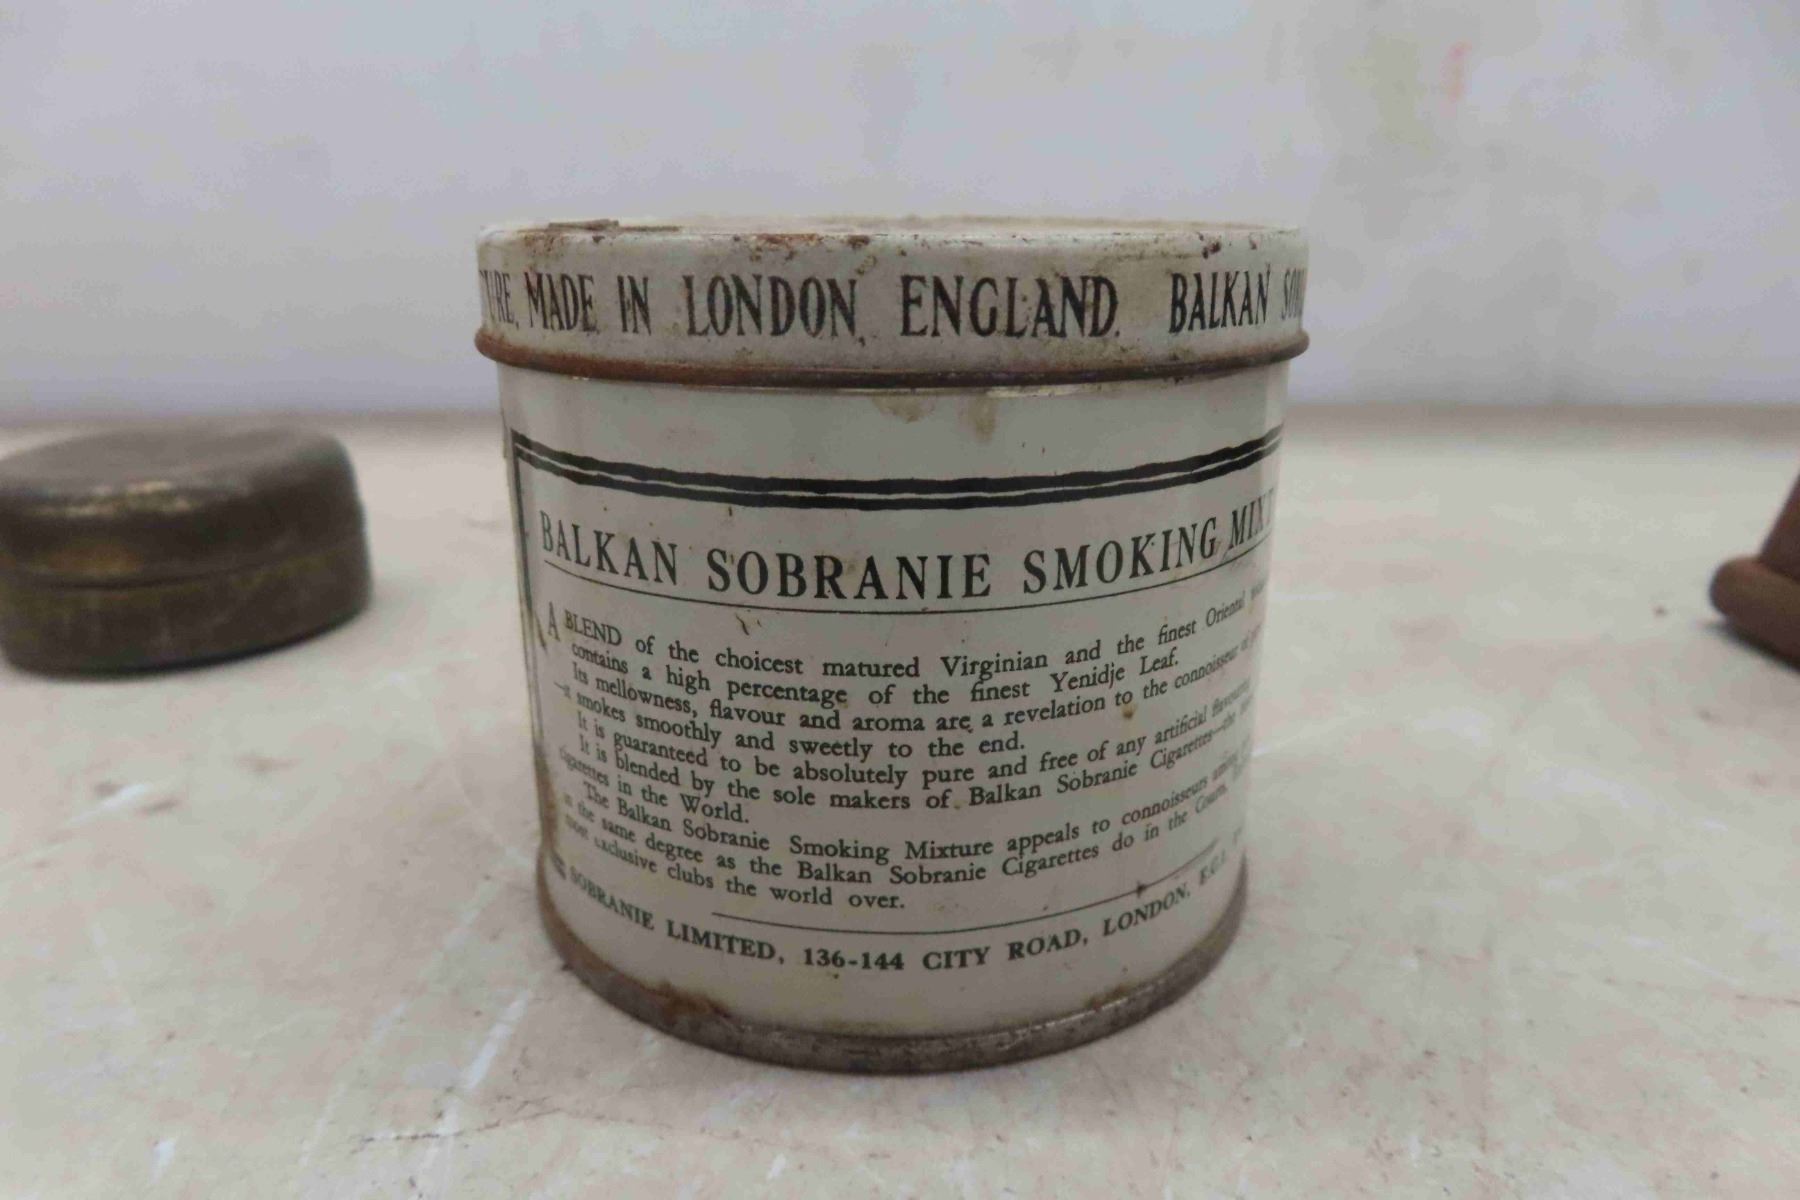 MADE IN LONDON ENGLAND. BALKAN
BALKAN SOBRANIE SMOKING
A BLEND of the choicest matured Virginian and the finest Oriental
contains a high percentage of the finest Yenidje Leaf.
Its mellowness, flavour and aroma are a revelation to the connoisseur of
—it smokes smoothly and sweetly to the end.
It is guaranteed to be absolutely pure and free of any artificial
It is blended by the sole makers of Balkan Sobranie Cigarettes—the
cigarettes in the World.
The Balkan Sobranie Smoking Mixture appeals to connoisseurs
in the same degree as the Balkan Sobranie Cigarettes do in the
most exclusive clubs the world over.
SOBRANIE LIMITED, 136-144 CITY ROAD, LONDON, E.C.1